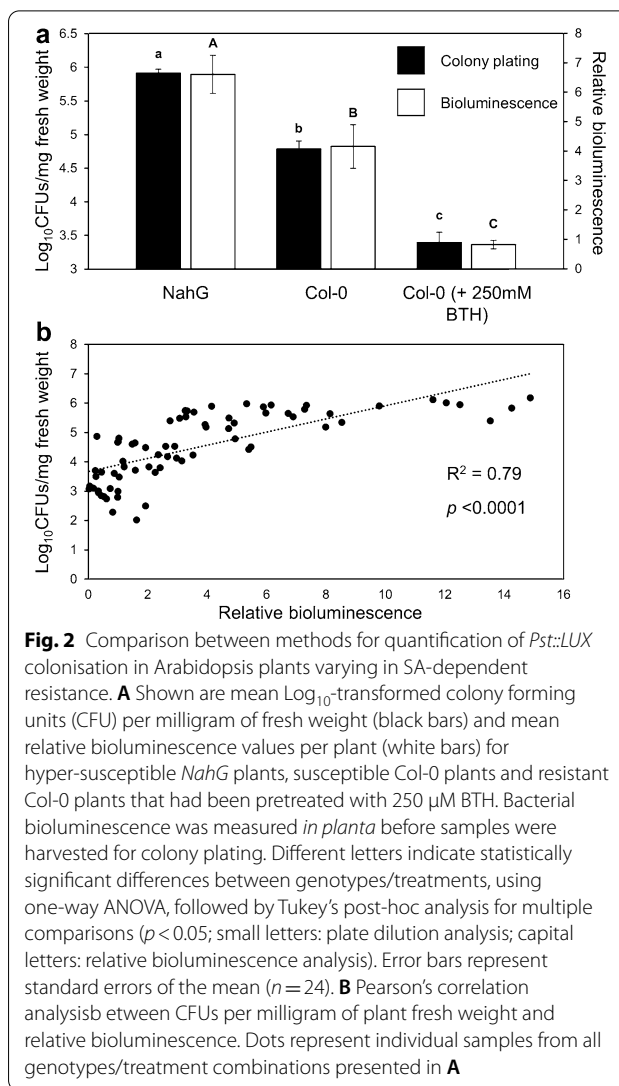 a
6.5
6
5.5
5
4.5
4
3.5
3
Log10CFUs/mg fresh weight
a
A
b
B
c
C
Colony plating
Bioluminescence
8
7
6
5
4
3
2
1
0
Relative bioluminescence
NahG
Col-0
Col-0 (+ 250mM
BTH)
b
8
7
6
5
4
3
2
1
0
Log10CFUs/mg fresh weight
R2 = 0.79
p <0.0001
0
2
4
6
8
10
12
14
16
Relative bioluminescence
Fig. 2 Comparison between methods for quantification of Pst::LUX
colonisation in Arabidopsis plants varying in SA-dependent
resistance. A Shown are mean Log10-transformed colony forming
units (CFU) per milligram of fresh weight (black bars) and mean
relative bioluminescence values per plant (white bars) for
hyper-susceptible NahG plants, susceptible Col-0 plants and resistant
Col-0 plants that had been pretreated with 250 µM BTH. Bacterial
bioluminescence was measured in planta before samples were
harvested for colony plating. Different letters indicate statistically
significant differences between genotypes/treatments, using
one-way ANOVA, followed by Tukey's post-hoc analysis for multiple
comparisons (p < 0.05; small letters: plate dilution analysis; capital
letters: relative bioluminescence analysis). Error bars represent
standard errors of the mean (n = 24). B Pearson's correlation
analysisb etween CFUs per milligram of plant fresh weight and
relative bioluminescence. Dots represent individual samples from all
genotypes/treatment combinations presented in A